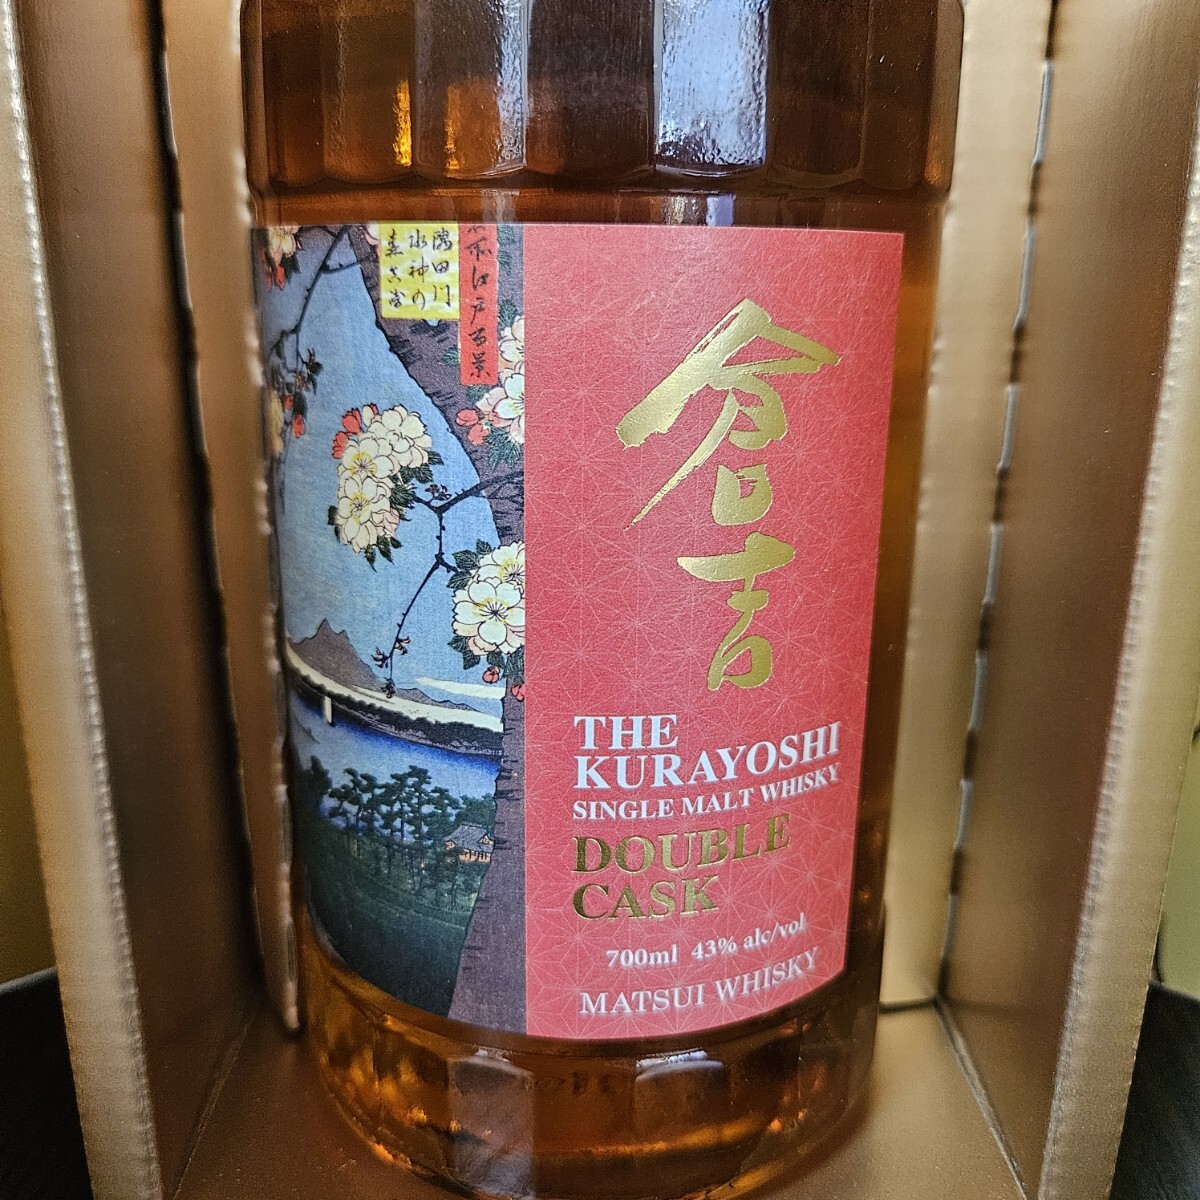 名所江戸百景
隅田川
水神の
森真崎
倉吉
THE
KURAYOSHI
SINGLE MALT WHISKY
DOUBLE
CASK
700ml 43% alc/vol
MATSUI WHISKY